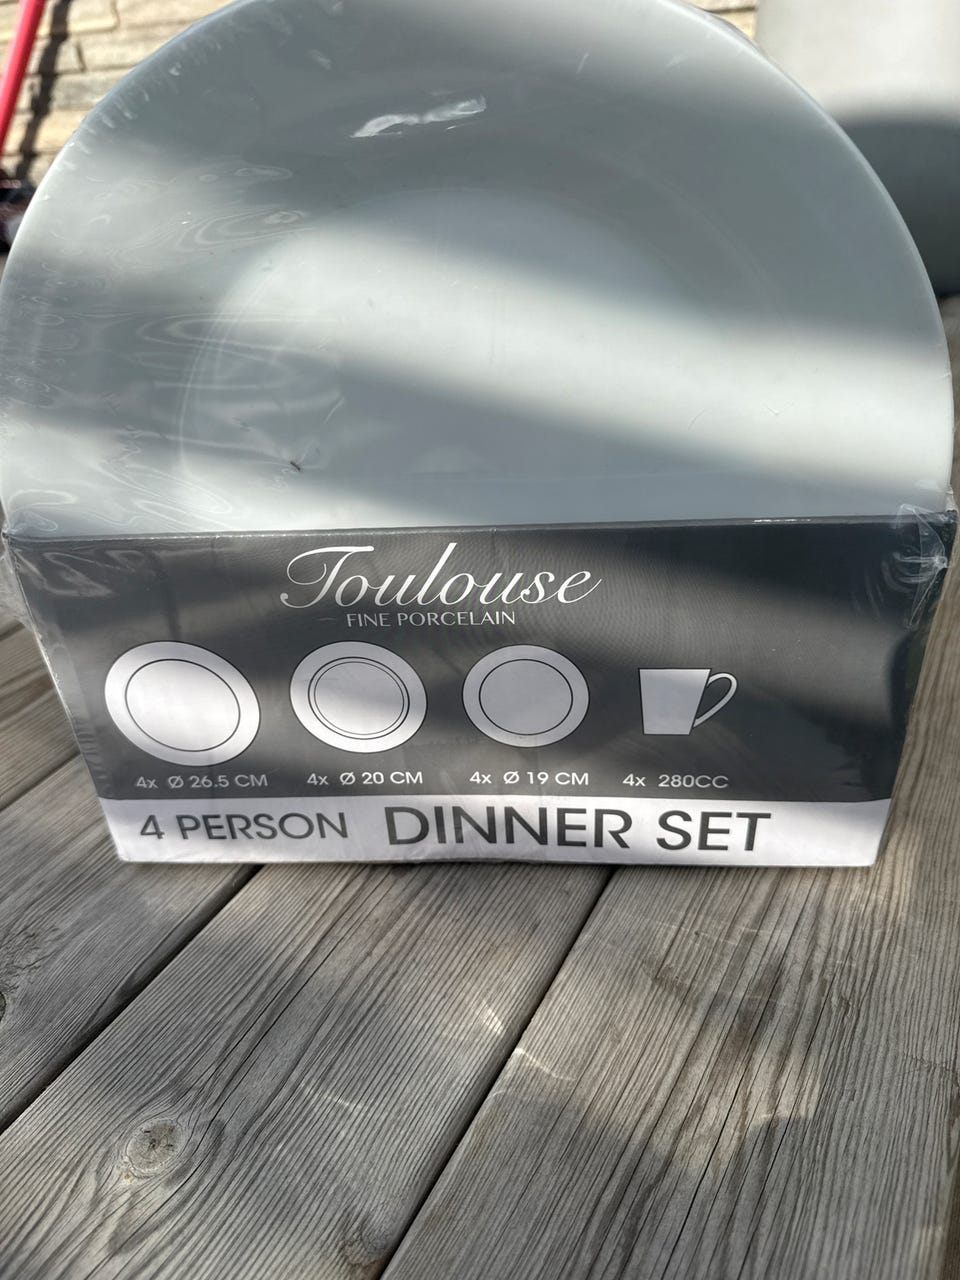 Toulouse
FINE PORCELAIN
4x Ø 26.5 CM 4x Ø 20 CM 4x Ø 19 CM 4x 280CC
4 PERSON DINNER SET